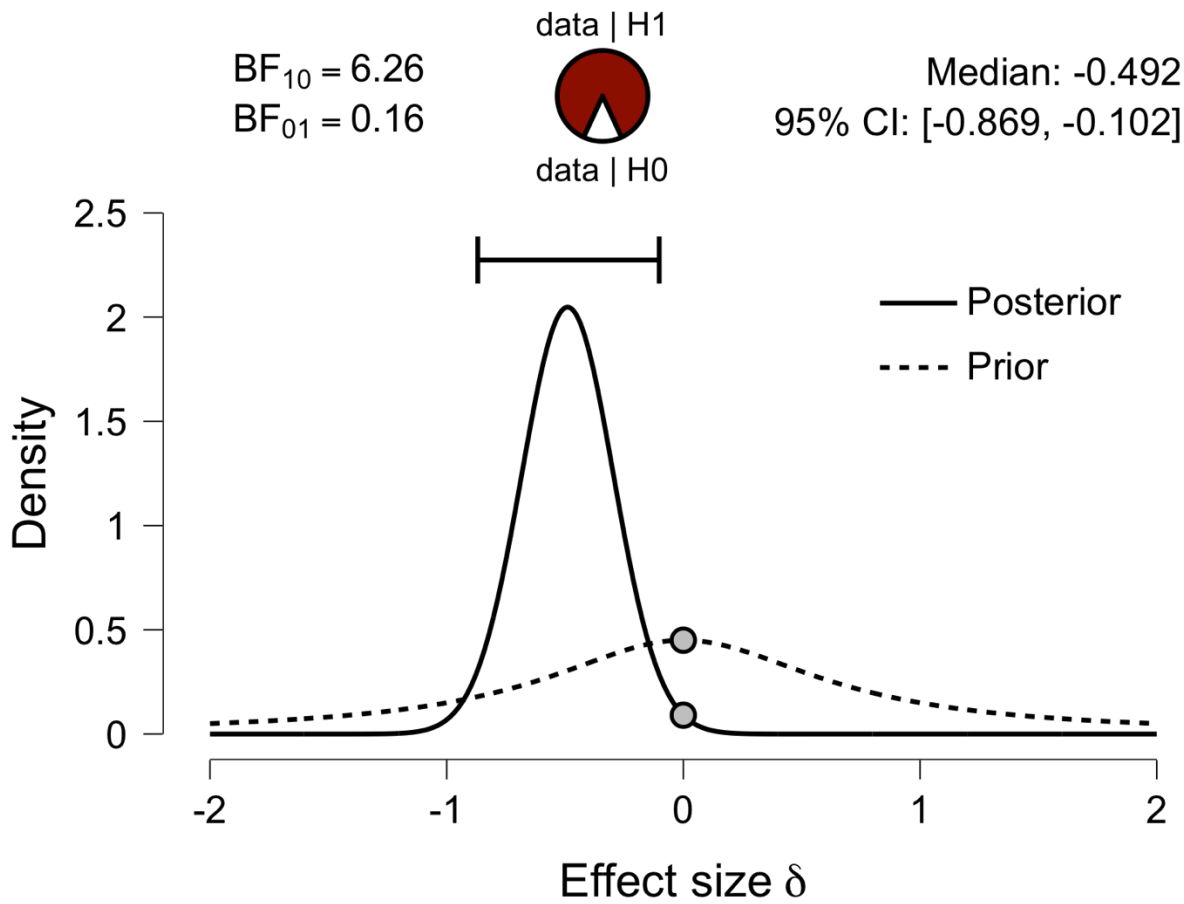 data | H1
BF₁₀ = 6.26
BF₀₁ = 0.16
Median: -0.492
95% CI: [-0.869, -0.102]
data | H0
2.5
2
1.5
1
0.5
0
Density
Posterior
Prior
-2
-1
0
1
2
Effect size δ